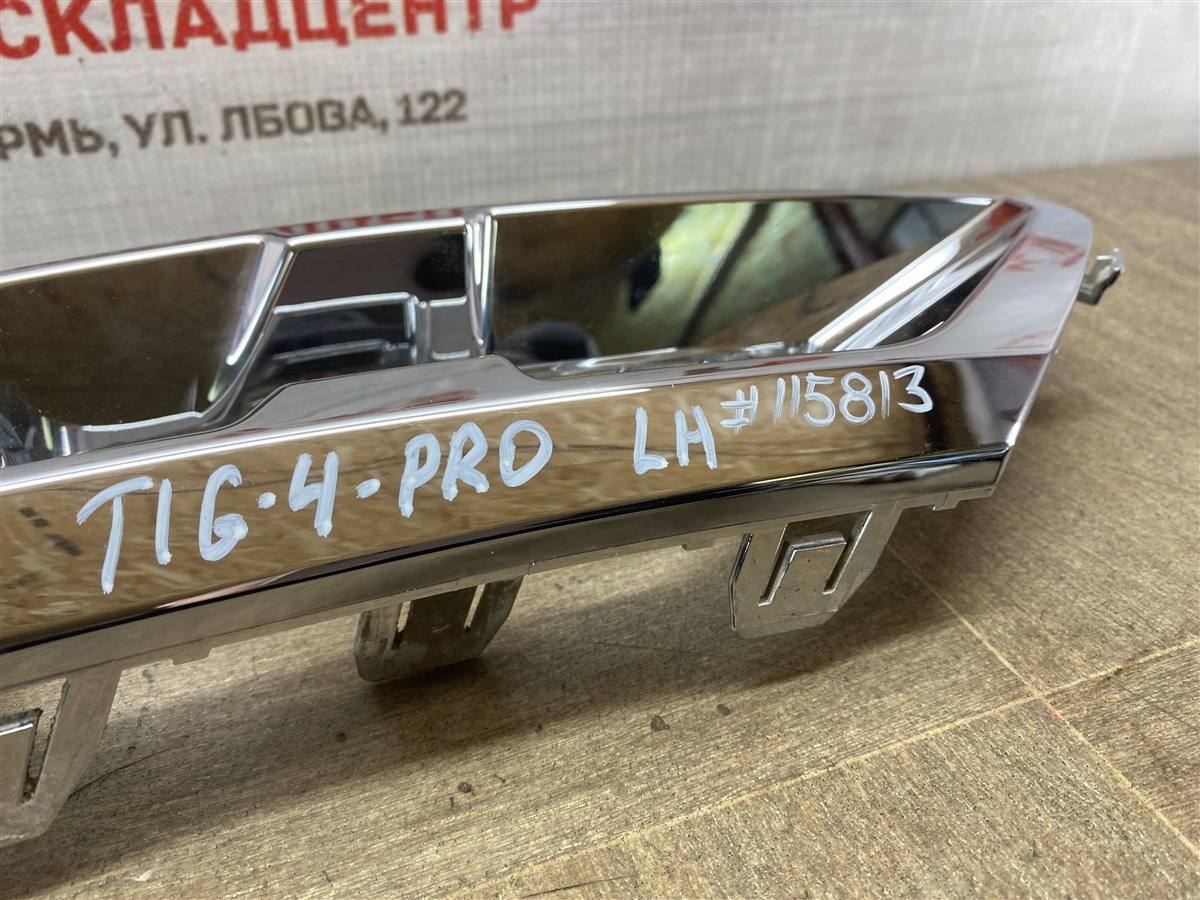 СКЛАДЦЕНТР
РМЬ, УЛ. ЛБОВА, 122
TIG-4-PRO LH #115813